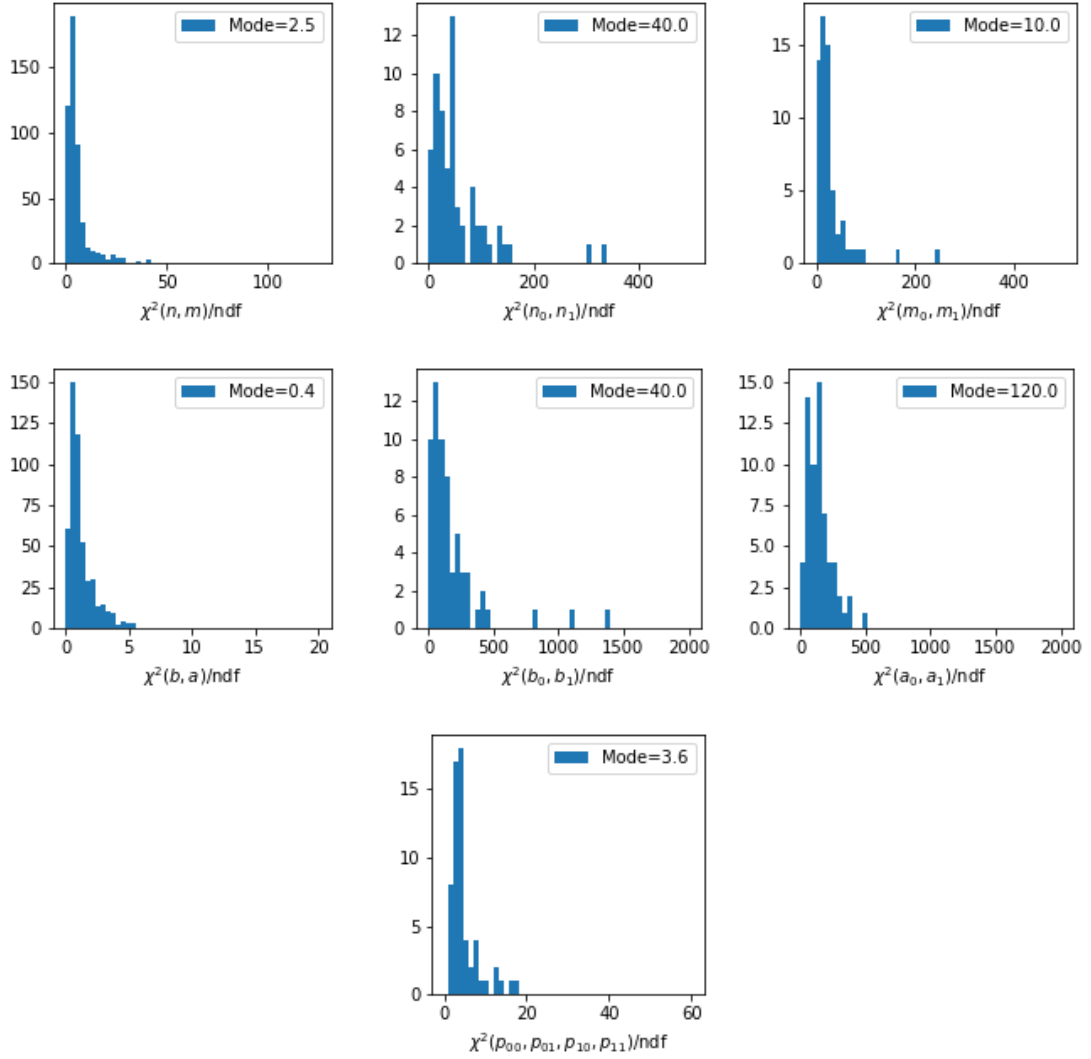 Mode=2.5
150
100
50
0
0 50 100
χ²(n, m)/ndf
Mode=40.0
12
10
8
6
4
2
0
0 200 400
χ²(n₀, n₁)/ndf
Mode=10.0
15
10
5
0
0 200 400
χ²(m₀, m₁)/ndf
Mode=0.4
150
125
100
75
50
25
0
0 5 10 15 20
χ²(b, a)/ndf
Mode=40.0
12
10
8
6
4
2
0
0 500 1000 1500 2000
χ²(b₀, b₁)/ndf
Mode=120.0
15.0
12.5
10.0
7.5
5.0
2.5
0.0
0 500 1000 1500 2000
χ²(a₀, a₁)/ndf
Mode=3.6
15
10
5
0
0 20 40 60
χ²(p₀₀, p₀₁, p₁₀, p₁₁)/ndf